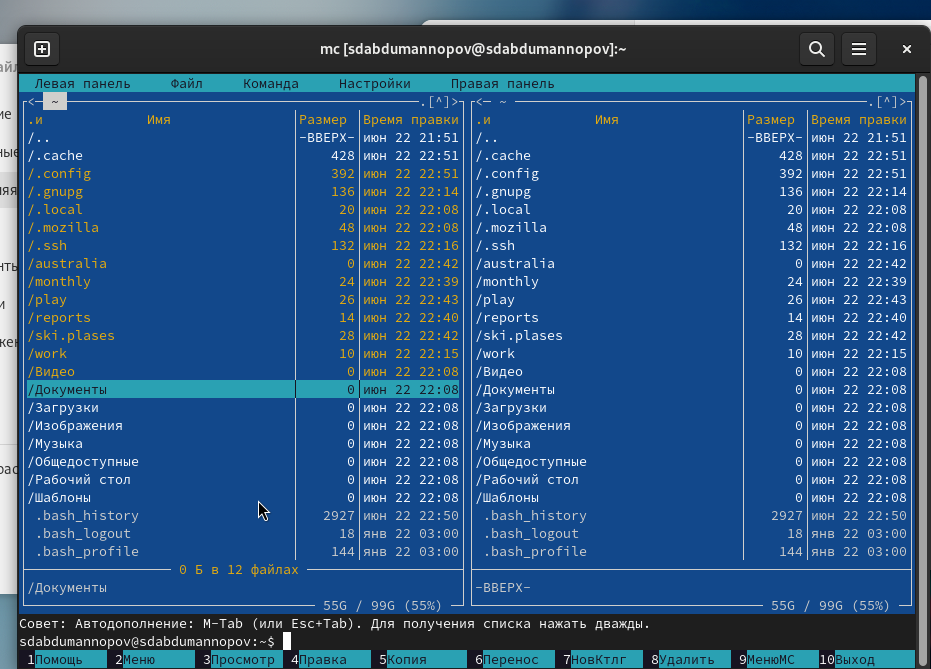 mc [sdabdumannopov@sdabdumannopov]:~
Левая панель Файл Команда Настройки Правая панель
<─ ~ .[^]> <─ ~ .[^]>
.и Имя Размер Время правки .и Имя Размер Время правки
/.. -ВВЕРХ- июн 22 21:51 /.. -ВВЕРХ- июн 22 21:51
/.cache 428 июн 22 22:51 /.cache 428 июн 22 22:51
/.config 392 июн 22 22:51 /.config 392 июн 22 22:51
/.gnupg 136 июн 22 22:14 /.gnupg 136 июн 22 22:14
/.local 20 июн 22 22:08 /.local 20 июн 22 22:08
/.mozilla 48 июн 22 22:08 /.mozilla 48 июн 22 22:08
/.ssh 132 июн 22 22:16 /.ssh 132 июн 22 22:16
/australia 0 июн 22 22:42 /australia 0 июн 22 22:42
/monthly 24 июн 22 22:39 /monthly 24 июн 22 22:39
/play 26 июн 22 22:43 /play 26 июн 22 22:43
/reports 14 июн 22 22:40 /reports 14 июн 22 22:40
/ski.plases 28 июн 22 22:42 /ski.plases 28 июн 22 22:42
/work 10 июн 22 22:15 /work 10 июн 22 22:15
/Видео 0 июн 22 22:08 /Видео 0 июн 22 22:08
/Документы 0 июн 22 22:08 /Документы 0 июн 22 22:08
/Загрузки 0 июн 22 22:08 /Загрузки 0 июн 22 22:08
/Изображения 0 июн 22 22:08 /Изображения 0 июн 22 22:08
/Музыка 0 июн 22 22:08 /Музыка 0 июн 22 22:08
/Общедоступные 0 июн 22 22:08 /Общедоступные 0 июн 22 22:08
/Рабочий стол 0 июн 22 22:08 /Рабочий стол 0 июн 22 22:08
/Шаблоны 0 июн 22 22:08 /Шаблоны 0 июн 22 22:08
.bash_history 2927 июн 22 22:50 .bash_history 2927 июн 22 22:50
.bash_logout 18 янв 22 03:00 .bash_logout 18 янв 22 03:00
.bash_profile 144 янв 22 03:00 .bash_profile 144 янв 22 03:00
0 Б в 12 файлах
/Документы -ВВЕРХ-
55G / 99G (55%) 55G / 99G (55%)
Совет: Автодополнение: M-Tab (или Esc+Tab). Для получения списка нажать дважды.
sdabdumannopov@sdabdumannopov:~$
1Помощь 2Меню 3Просмотр 4Правка 5Копия 6Перенос 7НовКтлг 8Удалить 9МенюMC 10Выход